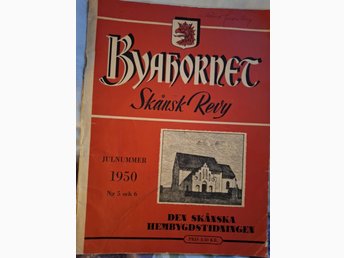 BYAHORNET
Skånsk Revy
JULNUMMER
1950
Nr 5 och 6
DEN SKÅNSKA
HEMBYGDSTIDNINGEN